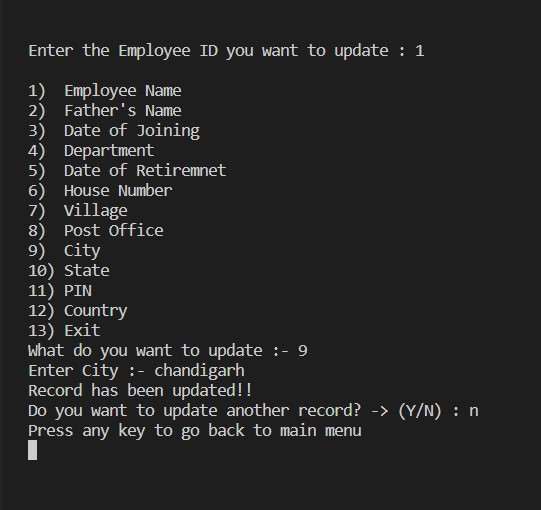 Enter the Employee ID you want to update : 1
1) Employee Name
2) Father's Name
3) Date of Joining
4) Department
5) Date of Retiremnet
6) House Number
7) Village
8) Post Office
9) City
10) State
11) PIN
12) Country
13) Exit
What do you want to update :- 9
Enter City :- chandigarh
Record has been updated!!
Do you want to update another record? -> (Y/N) : n
Press any key to go back to main menu